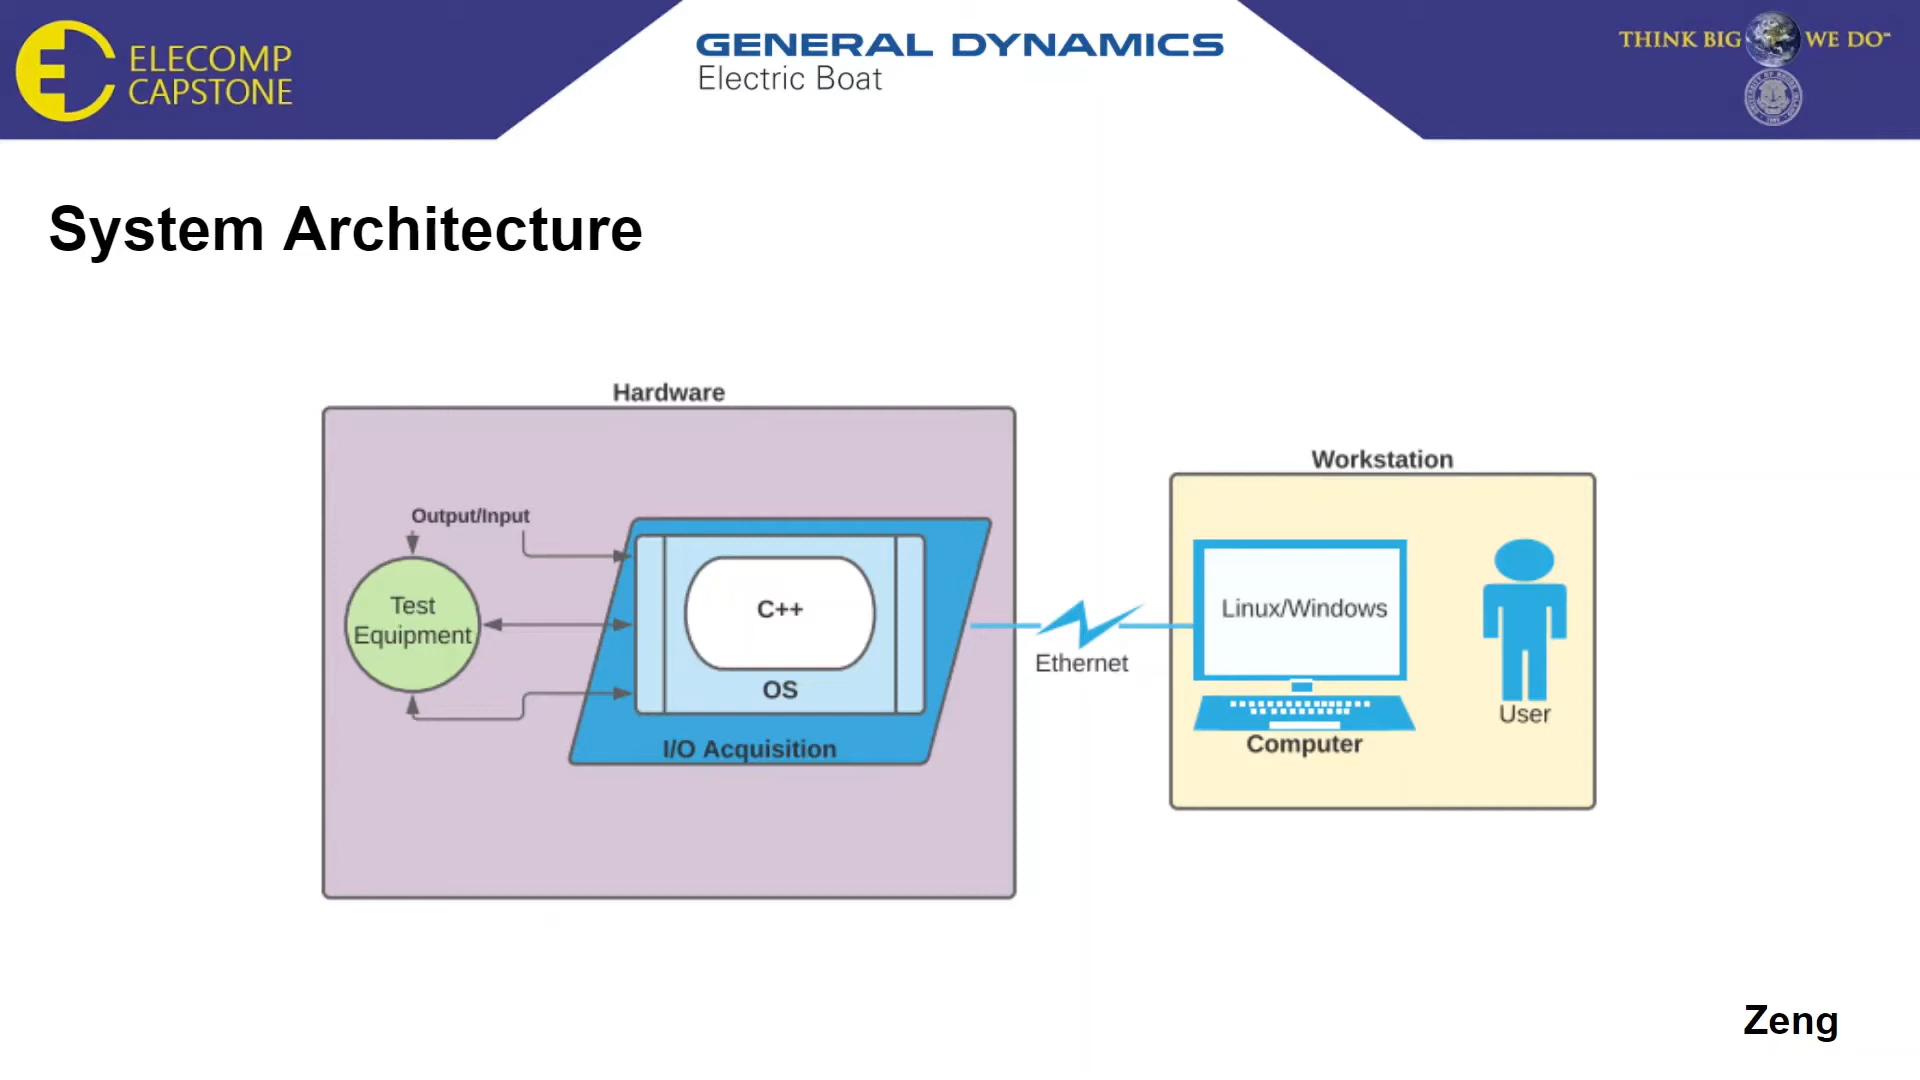 ELECOMP
CAPSTONE
GENERAL DYNAMICS
Electric Boat
THINK BIG WE DO™
System Architecture
Hardware
Output/Input
Test
Equipment
C++
OS
I/O Acquisition
Ethernet
Workstation
Linux/Windows
Computer
User
Zeng